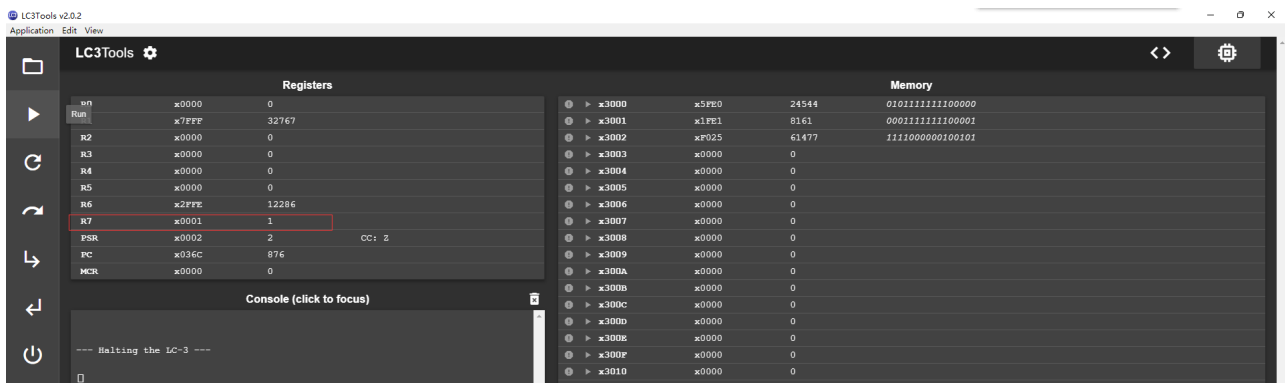 LC3Tools v2.0.2
Application Edit View
LC3Tools
Registers
R0 x0000 0
Run
x7FFF 32767
R2 x0000 0
R3 x0000 0
R4 x0000 0
R5 x0000 0
R6 x2FFE 12286
R7 x0001 1
PSR x0002 2 CC: Z
PC x036C 876
MCR x0000 0
Console (click to focus)
--- Halting the LC-3 ---
Memory
x3000 x5FE0 24544 0101111111100000
x3001 x1FE1 8161 0001111111100001
x3002 xF025 61477 1111000000100101
x3003 x0000 0
x3004 x0000 0
x3005 x0000 0
x3006 x0000 0
x3007 x0000 0
x3008 x0000 0
x3009 x0000 0
x300A x0000 0
x300B x0000 0
x300C x0000 0
x300D x0000 0
x300E x0000 0
x300F x0000 0
x3010 x0000 0